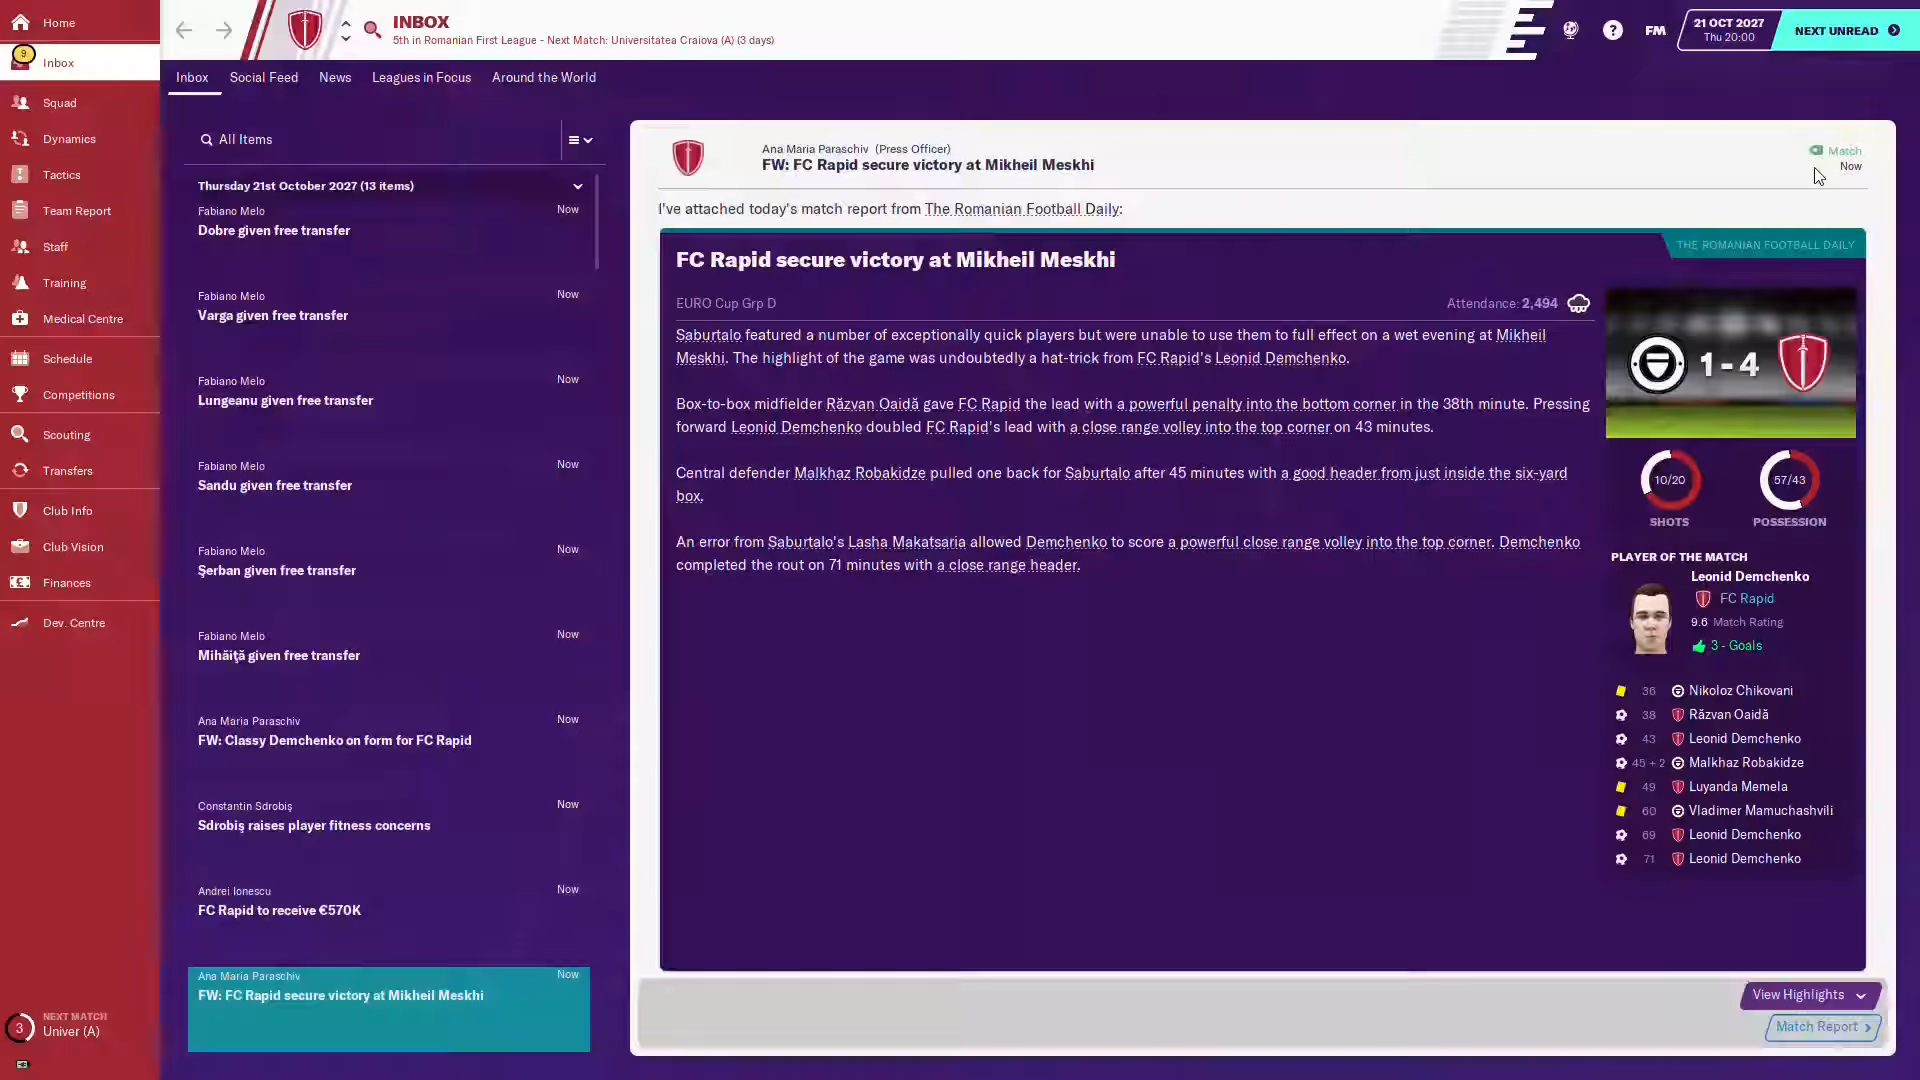 Home
9
Inbox
Squad
Dynamics
Tactics
Team Report
Staff
Training
Medical Centre
Schedule
Competitions
Scouting
Transfers
Club Info
Club Vision
Finances
Dev. Centre
3
NEXT MATCH
Univer (A)
INBOX
5th in Romanian First League - Next Match: Universitatea Craiova (A) (3 days)
?
FM
21 OCT 2027
Thu 20:00
NEXT UNREAD
Inbox Social Feed News Leagues in Focus Around the World
All Items
Thursday 21st October 2027 (13 items)
Fabiano Melo Now
Dobre given free transfer
Fabiano Melo Now
Varga given free transfer
Fabiano Melo Now
Lungeanu given free transfer
Fabiano Melo Now
Sandu given free transfer
Fabiano Melo Now
Şerban given free transfer
Fabiano Melo Now
Mihăiţă given free transfer
Ana Maria Paraschiv Now
FW: Classy Demchenko on form for FC Rapid
Constantin Sdrobiş Now
Sdrobiş raises player fitness concerns
Andrei Ionescu Now
FC Rapid to receive €570K
Ana Maria Paraschiv Now
FW: FC Rapid secure victory at Mikheil Meskhi
Ana Maria Paraschiv (Press Officer)
FW: FC Rapid secure victory at Mikheil Meskhi
Match
Now
I've attached today's match report from The Romanian Football Daily:
THE ROMANIAN FOOTBALL DAILY
FC Rapid secure victory at Mikheil Meskhi
EURO Cup Grp D Attendance: 2,494
Saburtalo featured a number of exceptionally quick players but were unable to use them to full effect on a wet evening at Mikheil
Meskhi. The highlight of the game was undoubtedly a hat-trick from FC Rapid's Leonid Demchenko.
Box-to-box midfielder Răzvan Oaidă gave FC Rapid the lead with a powerful penalty into the bottom corner in the 38th minute. Pressing
forward Leonid Demchenko doubled FC Rapid's lead with a close range volley into the top corner on 43 minutes.
Central defender Malkhaz Robakidze pulled one back for Saburtalo after 45 minutes with a good header from just inside the six-yard
box.
An error from Saburtalo's Lasha Makatsaria allowed Demchenko to score a powerful close range volley into the top corner. Demchenko
completed the rout on 71 minutes with a close range header.
1 - 4
10/20
SHOTS
57/43
POSSESSION
PLAYER OF THE MATCH
Leonid Demchenko
FC Rapid
9.6 Match Rating
3 - Goals
36 Nikoloz Chikovani
38 Răzvan Oaidă
43 Leonid Demchenko
45 + 2 Malkhaz Robakidze
49 Luyanda Memela
60 Vladimer Mamuchashvili
69 Leonid Demchenko
71 Leonid Demchenko
View Highlights
Match Report